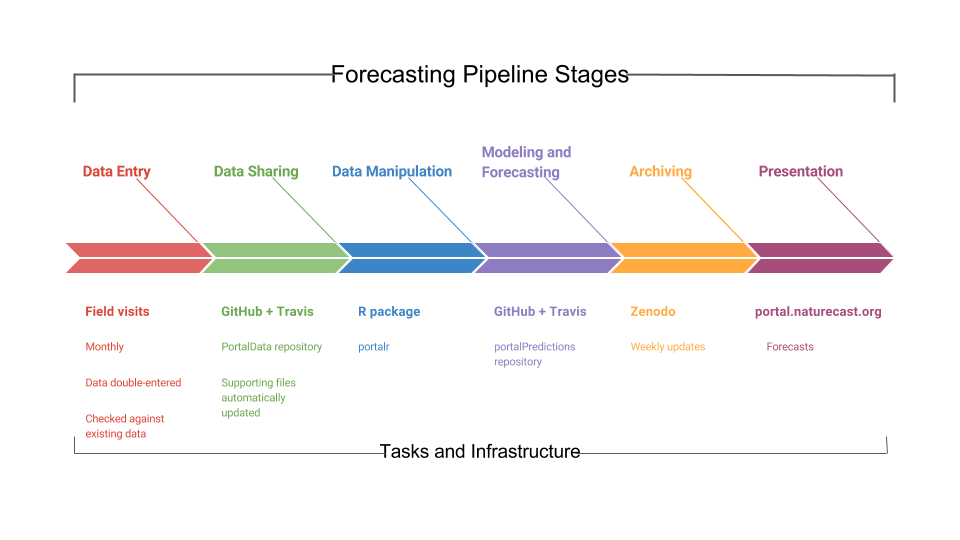 Forecasting Pipeline Stages
Data Entry
Data Sharing
Data Manipulation
Modeling and
Forecasting
Archiving
Presentation
Field visits
Monthly
Data double-entered
Checked against
existing data
GitHub + Travis
PortalData repository
Supporting files
automatically
updated
R package
portalr
GitHub + Travis
portalPredictions
repository
Zenodo
Weekly updates
portal.naturecast.org
Forecasts
Tasks and Infrastructure